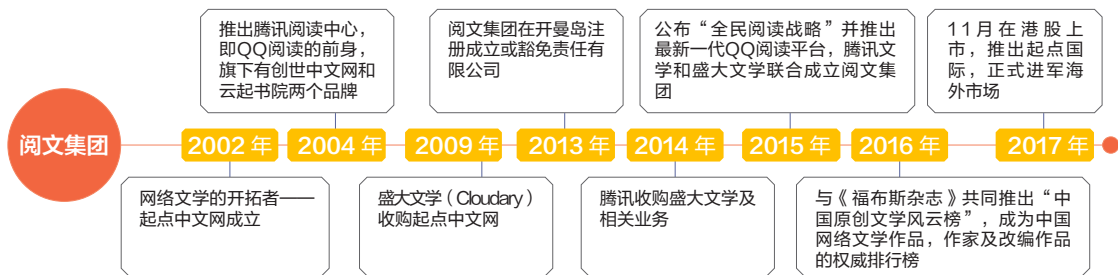 推出腾讯阅读中心，
即QQ阅读的前身，
旗下有创世中文网和
云起书院两个品牌
阅文集团在开曼岛注
册成立或豁免责任有
限公司
公布“全民阅读战略”并推出
最新一代QQ阅读平台，腾讯文
学和盛大文学联合成立阅文集
团
11月在港股上
市，推出起点国
际，正式进军海
外市场
阅文集团
2002 年
2004 年
2009 年
2013 年
2014 年
2015 年
2016 年
2017 年
网络文学的开拓者——
起点中文网成立
盛大文学（Cloudary）
收购起点中文网
腾讯收购盛大文学及
相关业务
与《福布斯杂志》共同推出“中
国原创文学风云榜”，成为中国
网络文学作品，作家及改编作品
的权威排行榜